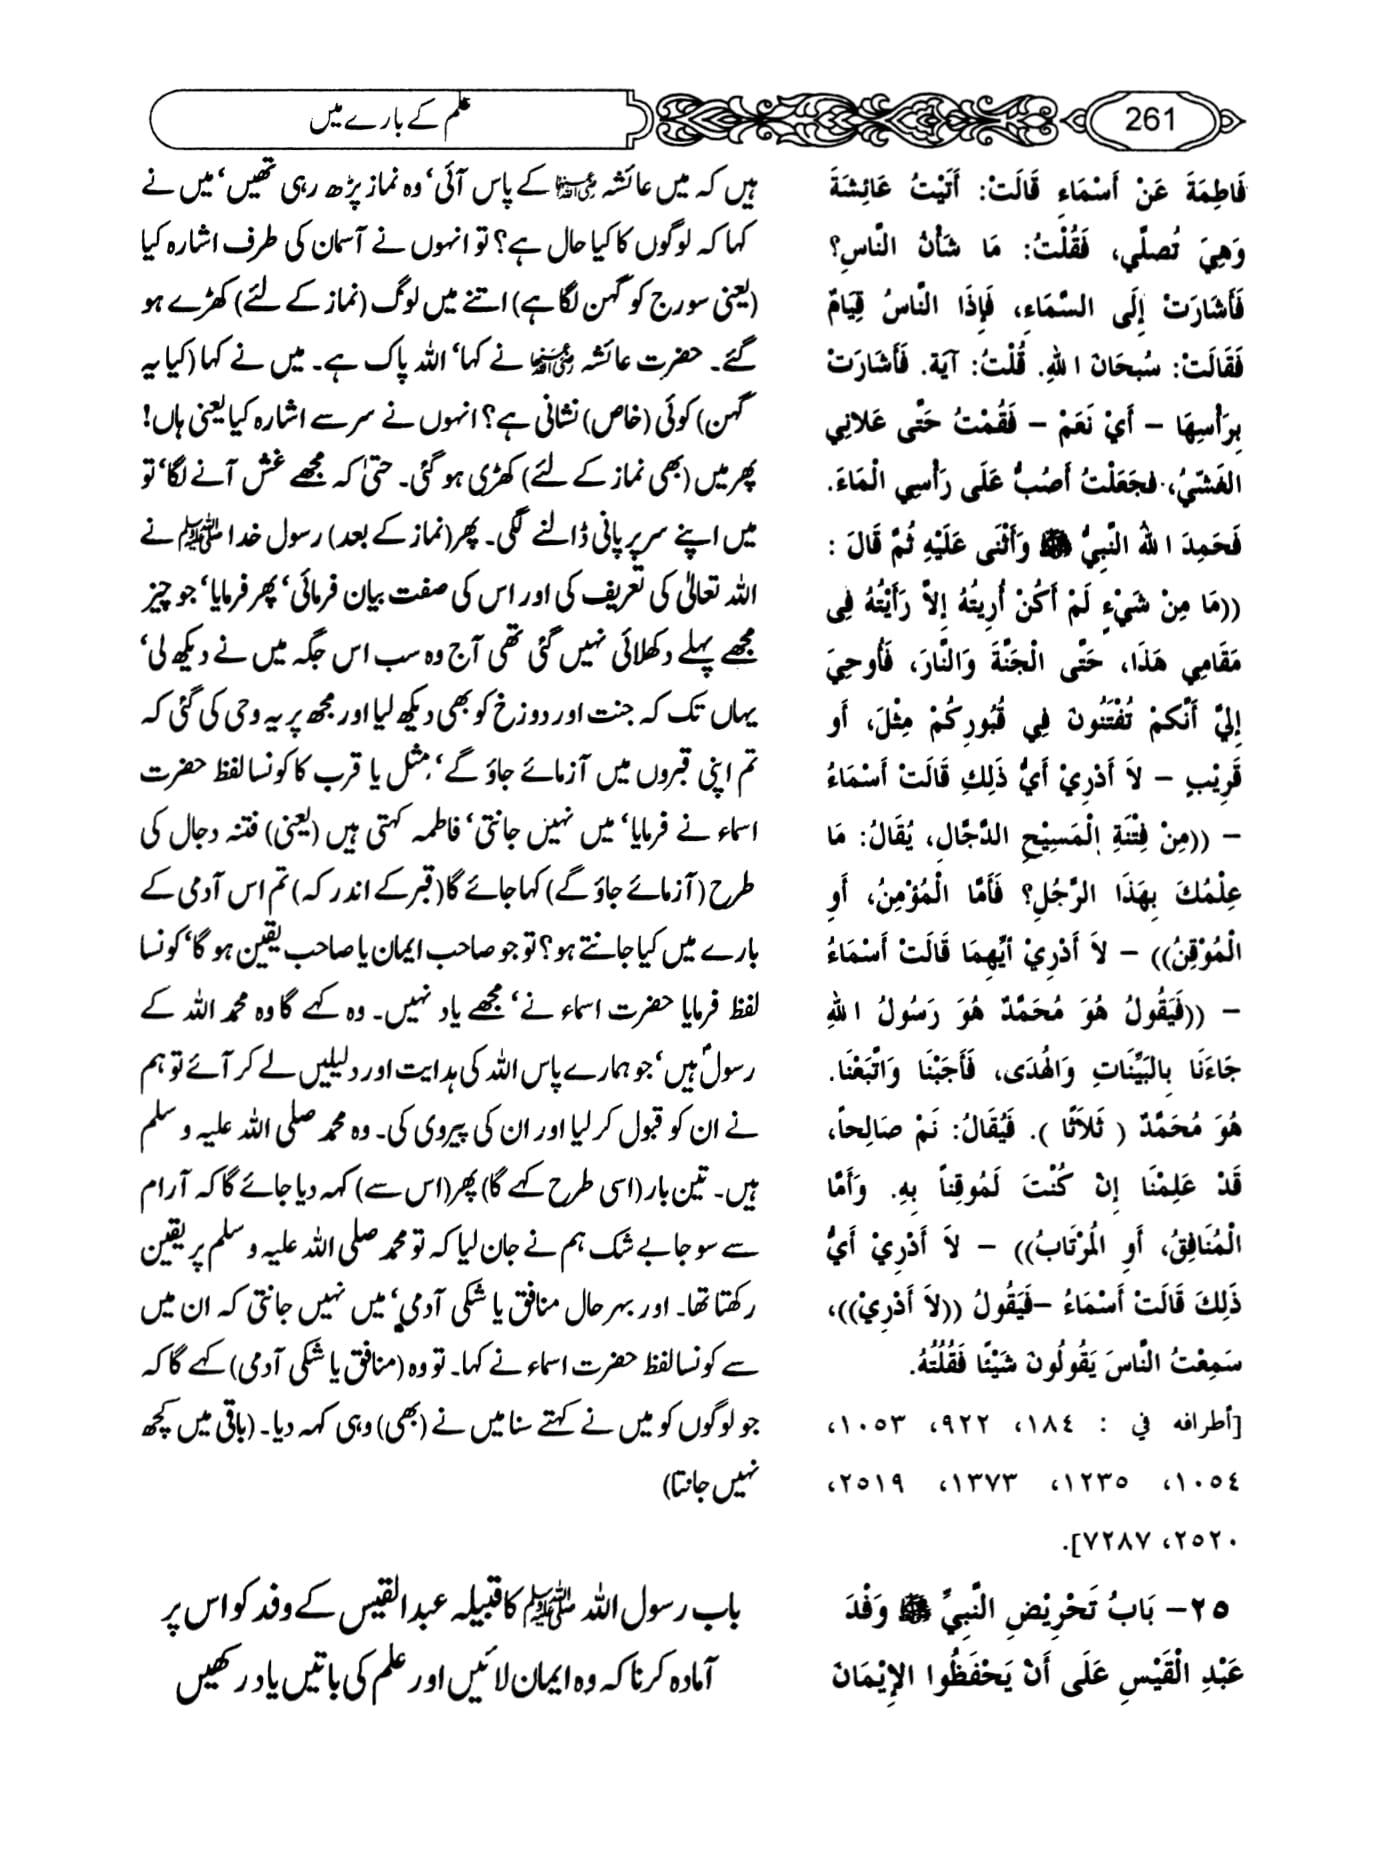 261
علم کے بارے میں
فَاطِمَةَ عَنْ أَسْمَاءِ قَالَتْ: أَتَيْتُ عَائِشَةَ
وَهِيَ تُصَلِّي، فَقُلْتُ: مَا شَأْنُ النَّاسِ؟
فَأَشَارَتْ إِلَى السَّمَاءِ، فَإِذَا النَّاسُ قِيَامٌ
فَقَالَتْ: سُبحَانَ اللهِ. قُلْتُ: آيَة. فَأَشَارَتْ
بِرَأْسِهَا – أَيْ نَعَمْ – فَقُمْتُ حَتَّى عَلانِي
الغَشْيُ، فَجَعَلْتُ أَصُبُّ عَلَى رَأْسِي الْمَاءَ.
فَحَمِدَ اللهَ النَّبِيُّ ﷺ وَأَثْنَى عَلَيْهِ ثُمَّ قَالَ :
((مَا مِنْ شَيْءٍ لَمْ أَكُنْ أُرِيتُهُ إِلاَّ رَأَيْتُهُ فِى
مَقَامِي هَذَا، حَتَّى الْجَنَّةَ وَالنَّارَ، فَأُوحِيَ
إِلَيَّ أَنَّكمْ تُفْتَنُونَ فِي قُبُورِكُمْ مِثْلَ، أَو
قَرِيْبٍ – لاَ أَدْرِيْ أَيُّ ذَلِكِ قَالَتْ أَسْمَاءُ
– ((مِنْ فِتْنَةِ الْمَسِيْحِ الدَّجَّالِ، يُقَالُ: مَا
عِلْمُكَ بِهَذَا الرَّجُلِ؟ فَأَمَّا الْمُؤْمِنُ، أَوِ
الْمُوْقِنُ)) – لاَ أَدْرِيْ أَيَّهِمَا قَالَتْ أَسْمَاءُ
– ((فَيَقُولُ هُوَ مُحَمَّدٌ هُوَ رَسُولُ اللهِ
جَاءَنَا بِالبَيِّنَاتِ وَالْهُدَى، فَأَجَبْنَا وَاتَّبَعْنَا.
هُوَ مُحَمَّدٌ ( ثَلاَثًا ). فَيُقَالُ: نَمْ صَالِحاً،
قَدْ عَلِمْنَا إِنْ كُنْتَ لَمُوقِناً بِهِ. وَأَمَّا
الْمُنَافِقُ، أَوِ الْمُرْتَابُ)) – لاَ أَدْرِيْ أَيُّ
ذَلِكَ قَالَتْ أَسْمَاءُ –فَيَقُولُ ((لاَ أَدْرِيْ))،
سَمِعْتُ النَّاسَ يَقُولُونَ شَيْئًا فَقُلْتُهُ.
[أطرافه في : ١٨٤، ٩٢٢، ١٠٥٣،
١٠٥٤، ١٢٣٥، ١٣٧٣، ٢٥١٩،
٢٥٢٠، ٧٢٨٧].
٢٥– بَابُ تَحْرِيْضِ النَّبِيِّ ﷺ وَفْدَ
عَبْدِ الْقَيْسِ عَلَى أَنْ يَحْفَظُوا الإِيْمَانَ
ہیں کہ میں عائشہ رضی اللہ عنہا کے پاس آئی‘ وہ نماز پڑھ رہی تھیں‘ میں نے
کہا کہ لوگوں کا کیا حال ہے؟ تو انہوں نے آسمان کی طرف اشارہ کیا
(یعنی سورج کو گہن لگا ہے) اتنے میں لوگ (نماز کے لئے) کھڑے ہو
گئے۔ حضرت عائشہ رضی اللہ عنہا نے کہا‘ اللہ پاک ہے۔ میں نے کہا (کیا یہ
گہن) کوئی (خاص) نشانی ہے؟ انہوں نے سر سے اشارہ کیا یعنی ہاں!
پھر میں (بھی نماز کے لئے) کھڑی ہو گئی۔ حتیٰ کہ مجھے غش آنے لگا‘ تو
میں اپنے سر پر پانی ڈالنے لگی۔ پھر (نماز کے بعد) رسول خدا ﷺ نے
اللہ تعالٰی کی تعریف کی اور اس کی صفت بیان فرمائی‘ پھر فرمایا‘ جو چیز
مجھے پہلے دکھلائی نہیں گئی تھی آج وہ سب اس جگہ میں نے دیکھ لی‘
یہاں تک کہ جنت اور دوزخ کو بھی دیکھ لیا اور مجھ پر یہ وحی کی گئی کہ
تم اپنی قبروں میں آزمائے جاؤ گے‘ مثل یا قرب کا کونسا لفظ حضرت
اسماء نے فرمایا‘ میں نہیں جانتی‘ فاطمہ کہتی ہیں (یعنی) فتنہ دجال کی
طرح (آزمائے جاؤ گے) کہا جائے گا (قبر کے اندر کہ) تم اس آدمی کے
بارے میں کیا جانتے ہو؟ تو جو صاحب ایمان یا صاحب یقین ہو گا‘ کونسا
لفظ فرمایا حضرت اسماء نے‘ مجھے یاد نہیں۔ وہ کہے گا وہ محمد اللہ کے
رسولؐ ہیں‘ جو ہمارے پاس اللہ کی ہدایت اور دلیلیں لے کر آئے تو ہم
نے ان کو قبول کر لیا اور ان کی پیروی کی۔ وہ محمد صلی اللہ علیہ و سلم
ہیں۔ تین بار (اسی طرح کہے گا) پھر (اس سے) کہہ دیا جائے گا کہ آرام
سے سو جا بے شک ہم نے جان لیا کہ تو محمد صلی اللہ علیہ و سلم پر یقین
رکھتا تھا۔ اور بہر حال منافق یا شکی آدمی‘ میں نہیں جانتی کہ ان میں
سے کونسا لفظ حضرت اسماء نے کہا۔ تو وہ (منافق یا شکی آدمی) کہے گا کہ
جو لوگوں کو میں نے کہتے سنا میں نے (بھی) وہی کہہ دیا۔ (باقی میں کچھ
نہیں جانتا)
باب رسول اللہ ﷺ کا قبیلہ عبدالقیس کے وفد کو اس پر
آمادہ کرنا کہ وہ ایمان لائیں اور علم کی باتیں یاد رکھیں